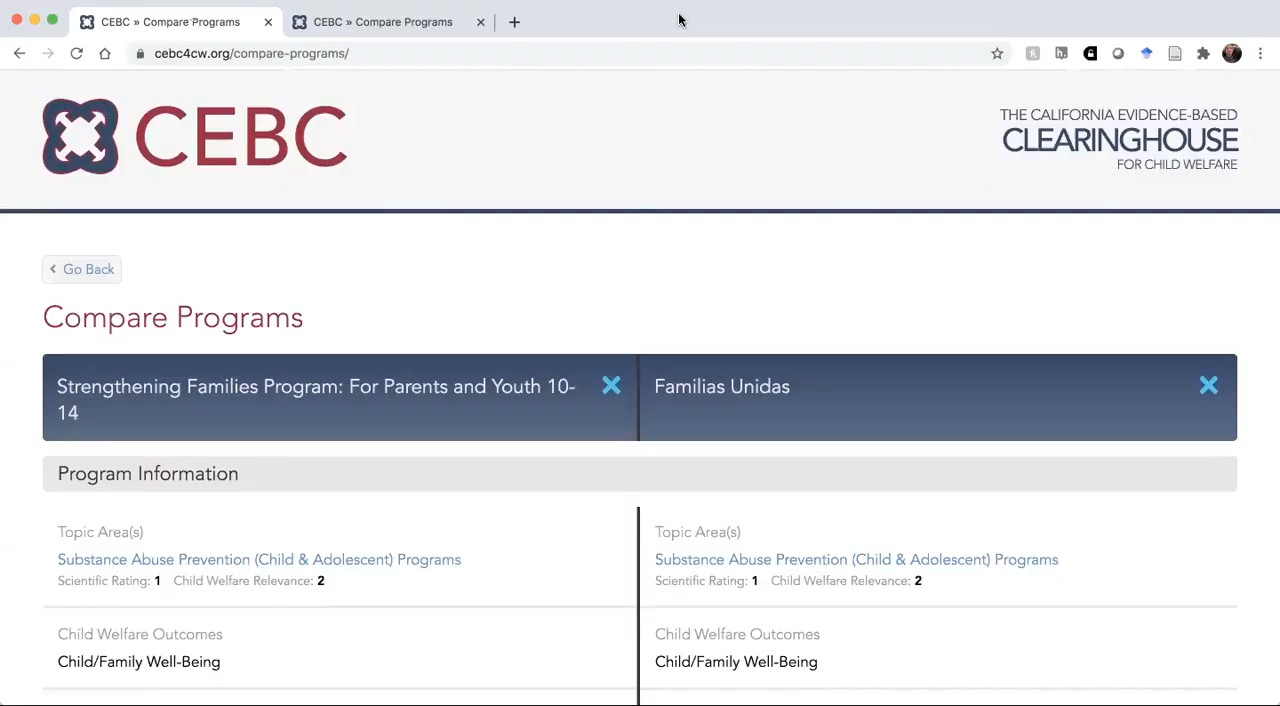 CEBC » Compare Programs
CEBC » Compare Programs
cebc4cw.org/compare-programs/
CEBC
THE CALIFORNIA EVIDENCE-BASED
CLEARINGHOUSE
FOR CHILD WELFARE
Go Back
Compare Programs
Strengthening Families Program: For Parents and Youth 10-
14
Familias Unidas
Program Information
Topic Area(s)
Substance Abuse Prevention (Child & Adolescent) Programs
Scientific Rating: 1 Child Welfare Relevance: 2
Child Welfare Outcomes
Child/Family Well-Being
Topic Area(s)
Substance Abuse Prevention (Child & Adolescent) Programs
Scientific Rating: 1 Child Welfare Relevance: 2
Child Welfare Outcomes
Child/Family Well-Being